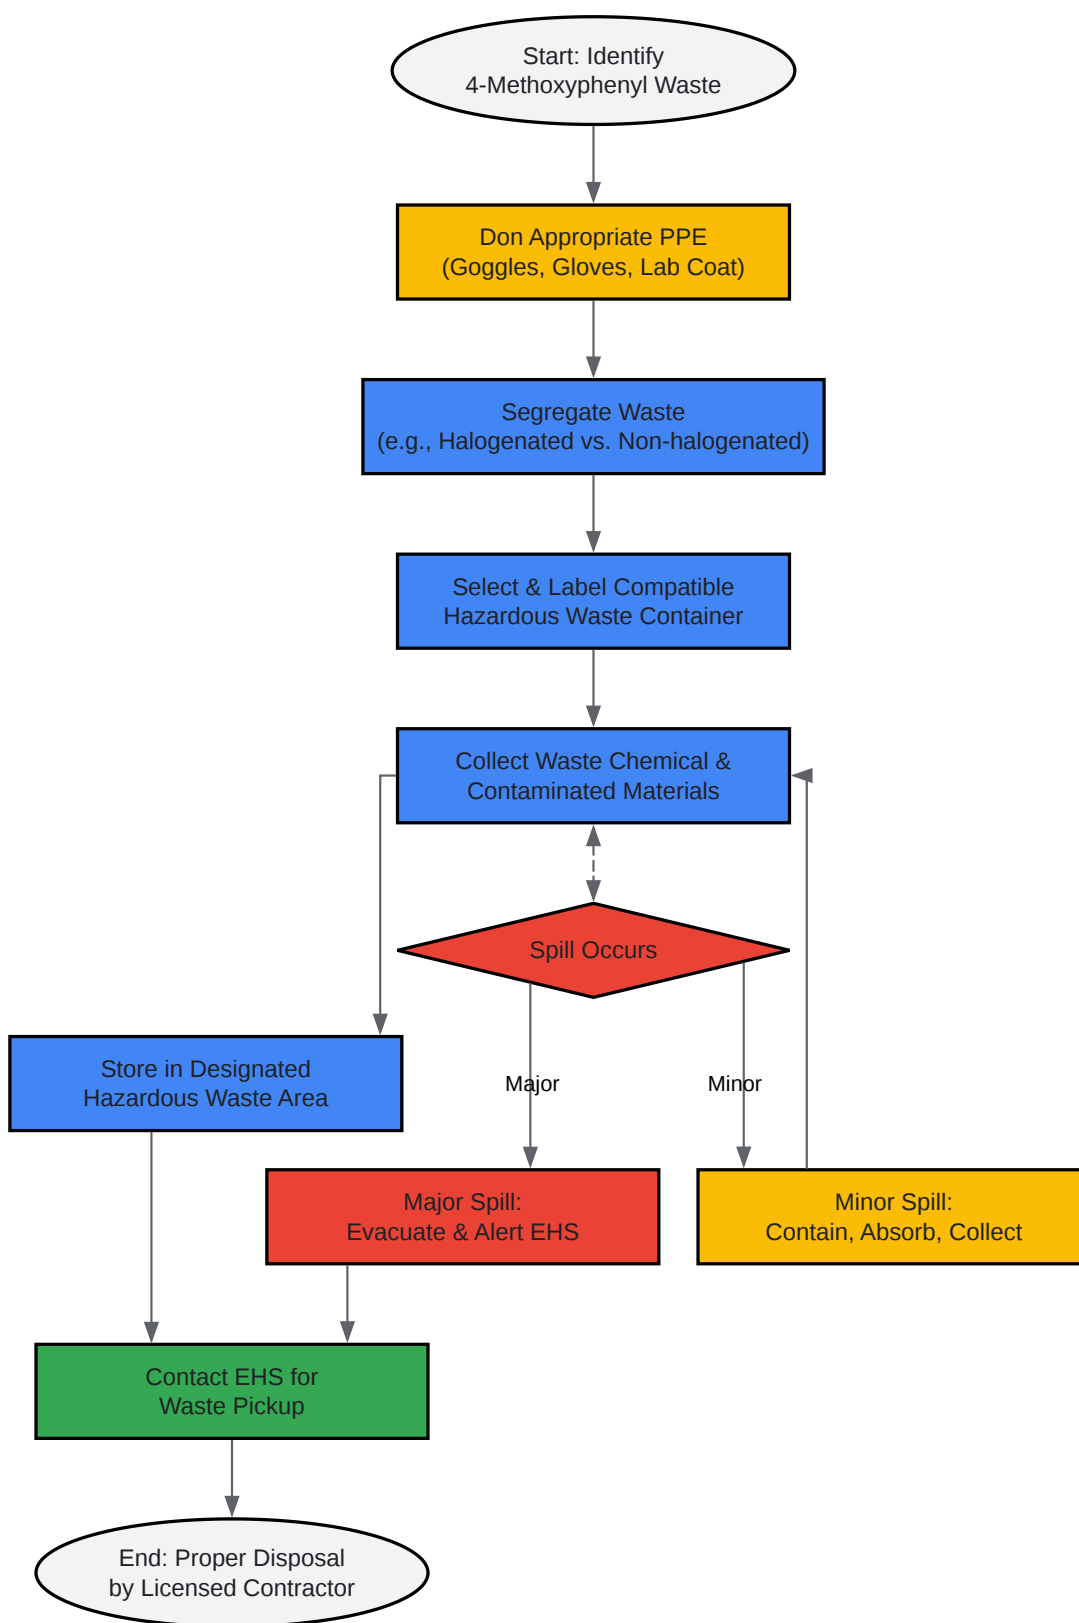 Start: Identify
4-Methoxyphenyl Waste
Don Appropriate PPE
(Goggles, Gloves, Lab Coat)
Segregate Waste
(e.g., Halogenated vs. Non-halogenated)
Select & Label Compatible
Hazardous Waste Container
Collect Waste Chemical &
Contaminated Materials
Spill Occurs
Store in Designated
Hazardous Waste Area
Major
Minor
Major Spill:
Evacuate & Alert EHS
Minor Spill:
Contain, Absorb, Collect
Contact EHS for
Waste Pickup
End: Proper Disposal
by Licensed Contractor